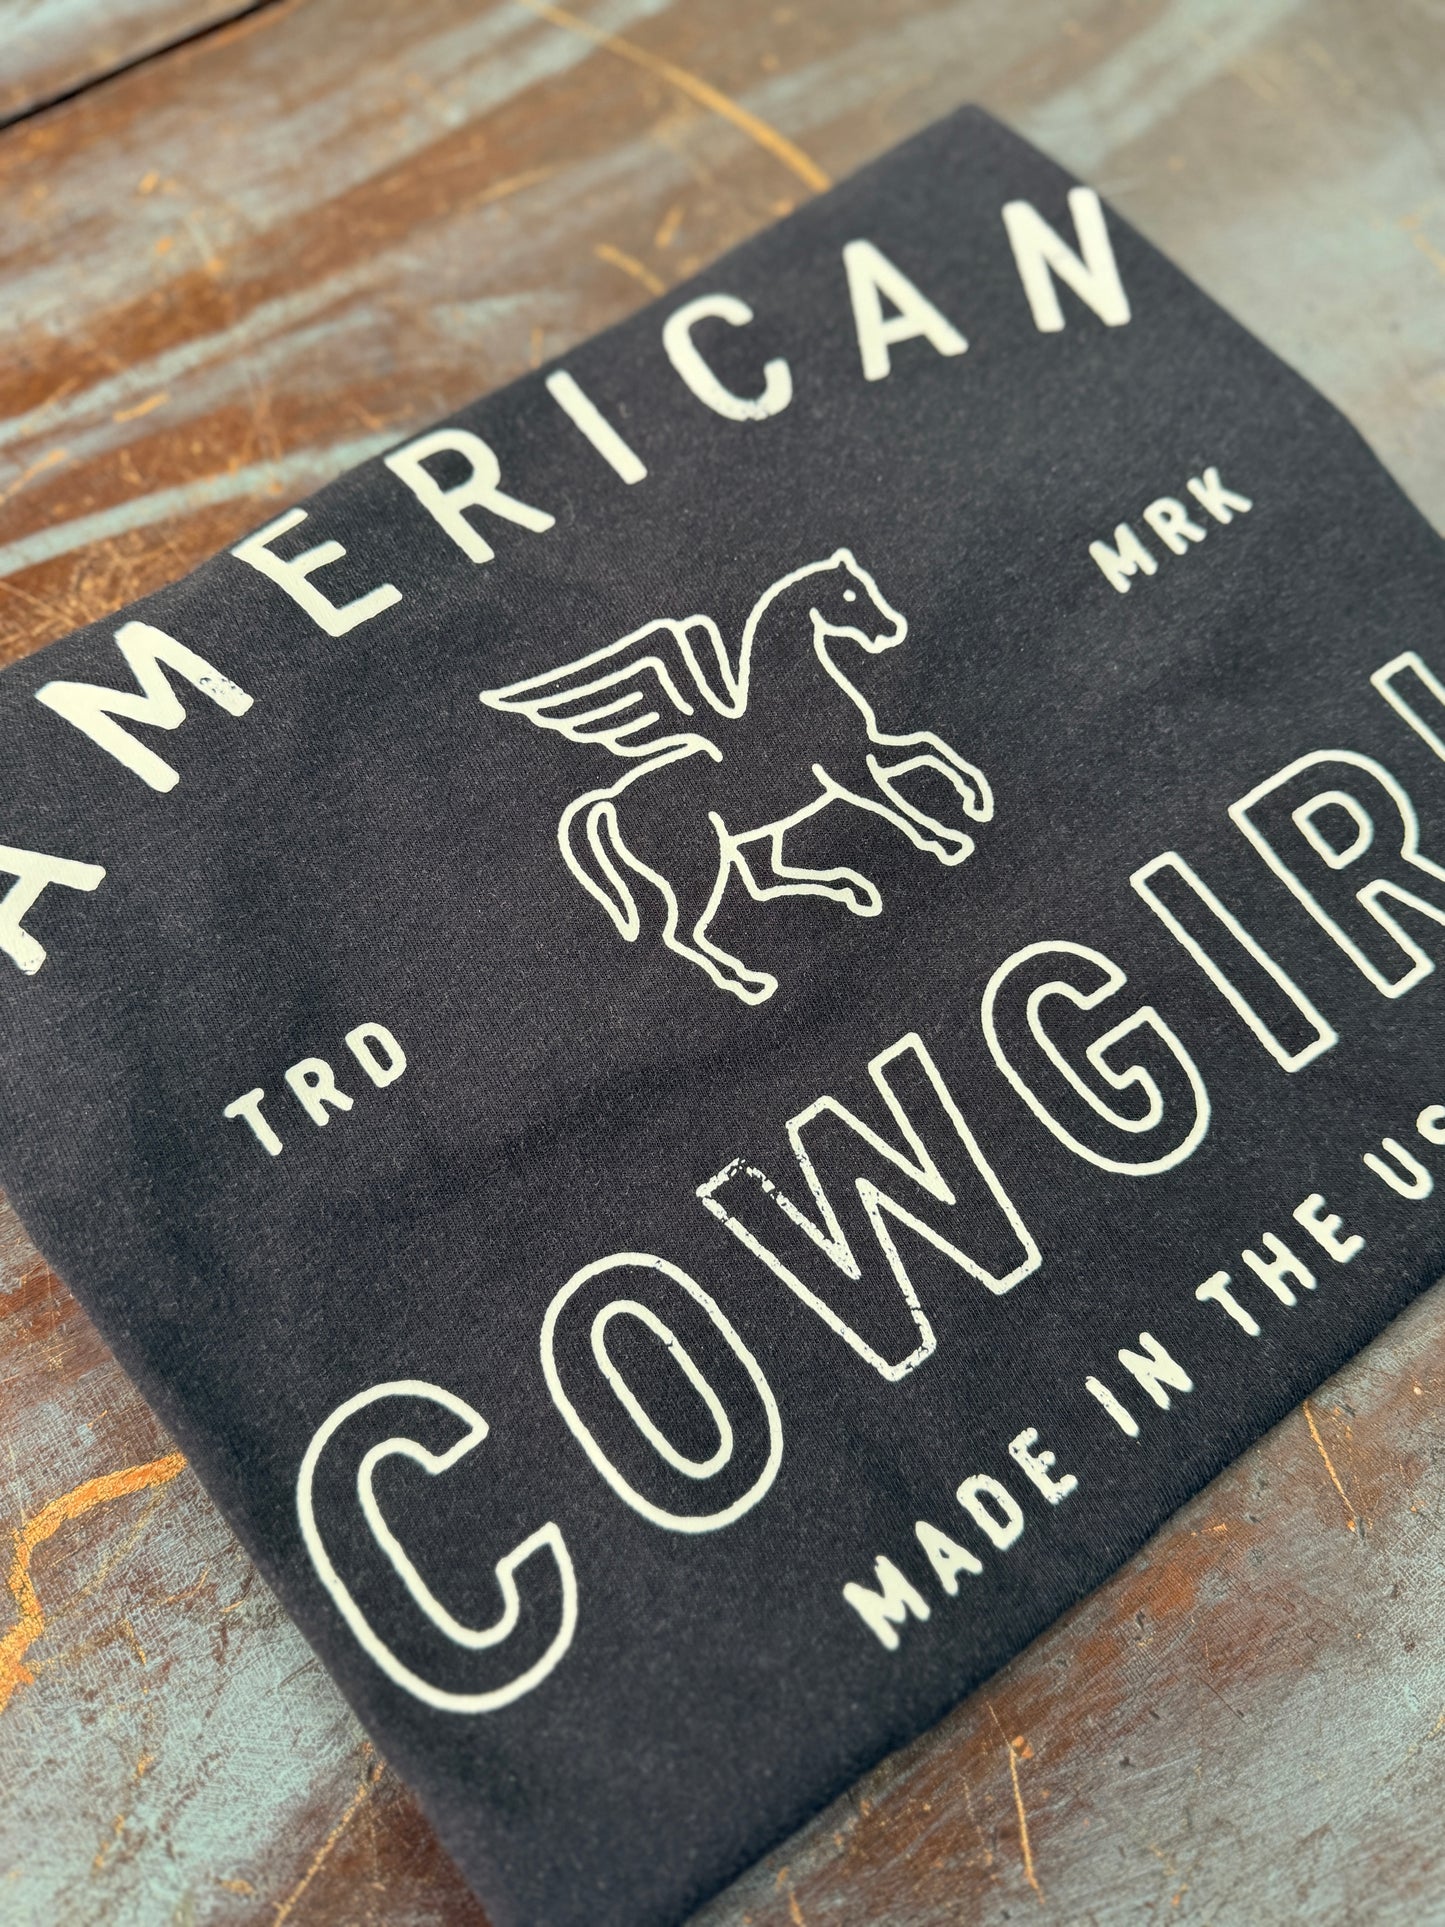 AMERICAN
TRD MRK
COWGIRL
MADE IN THE US